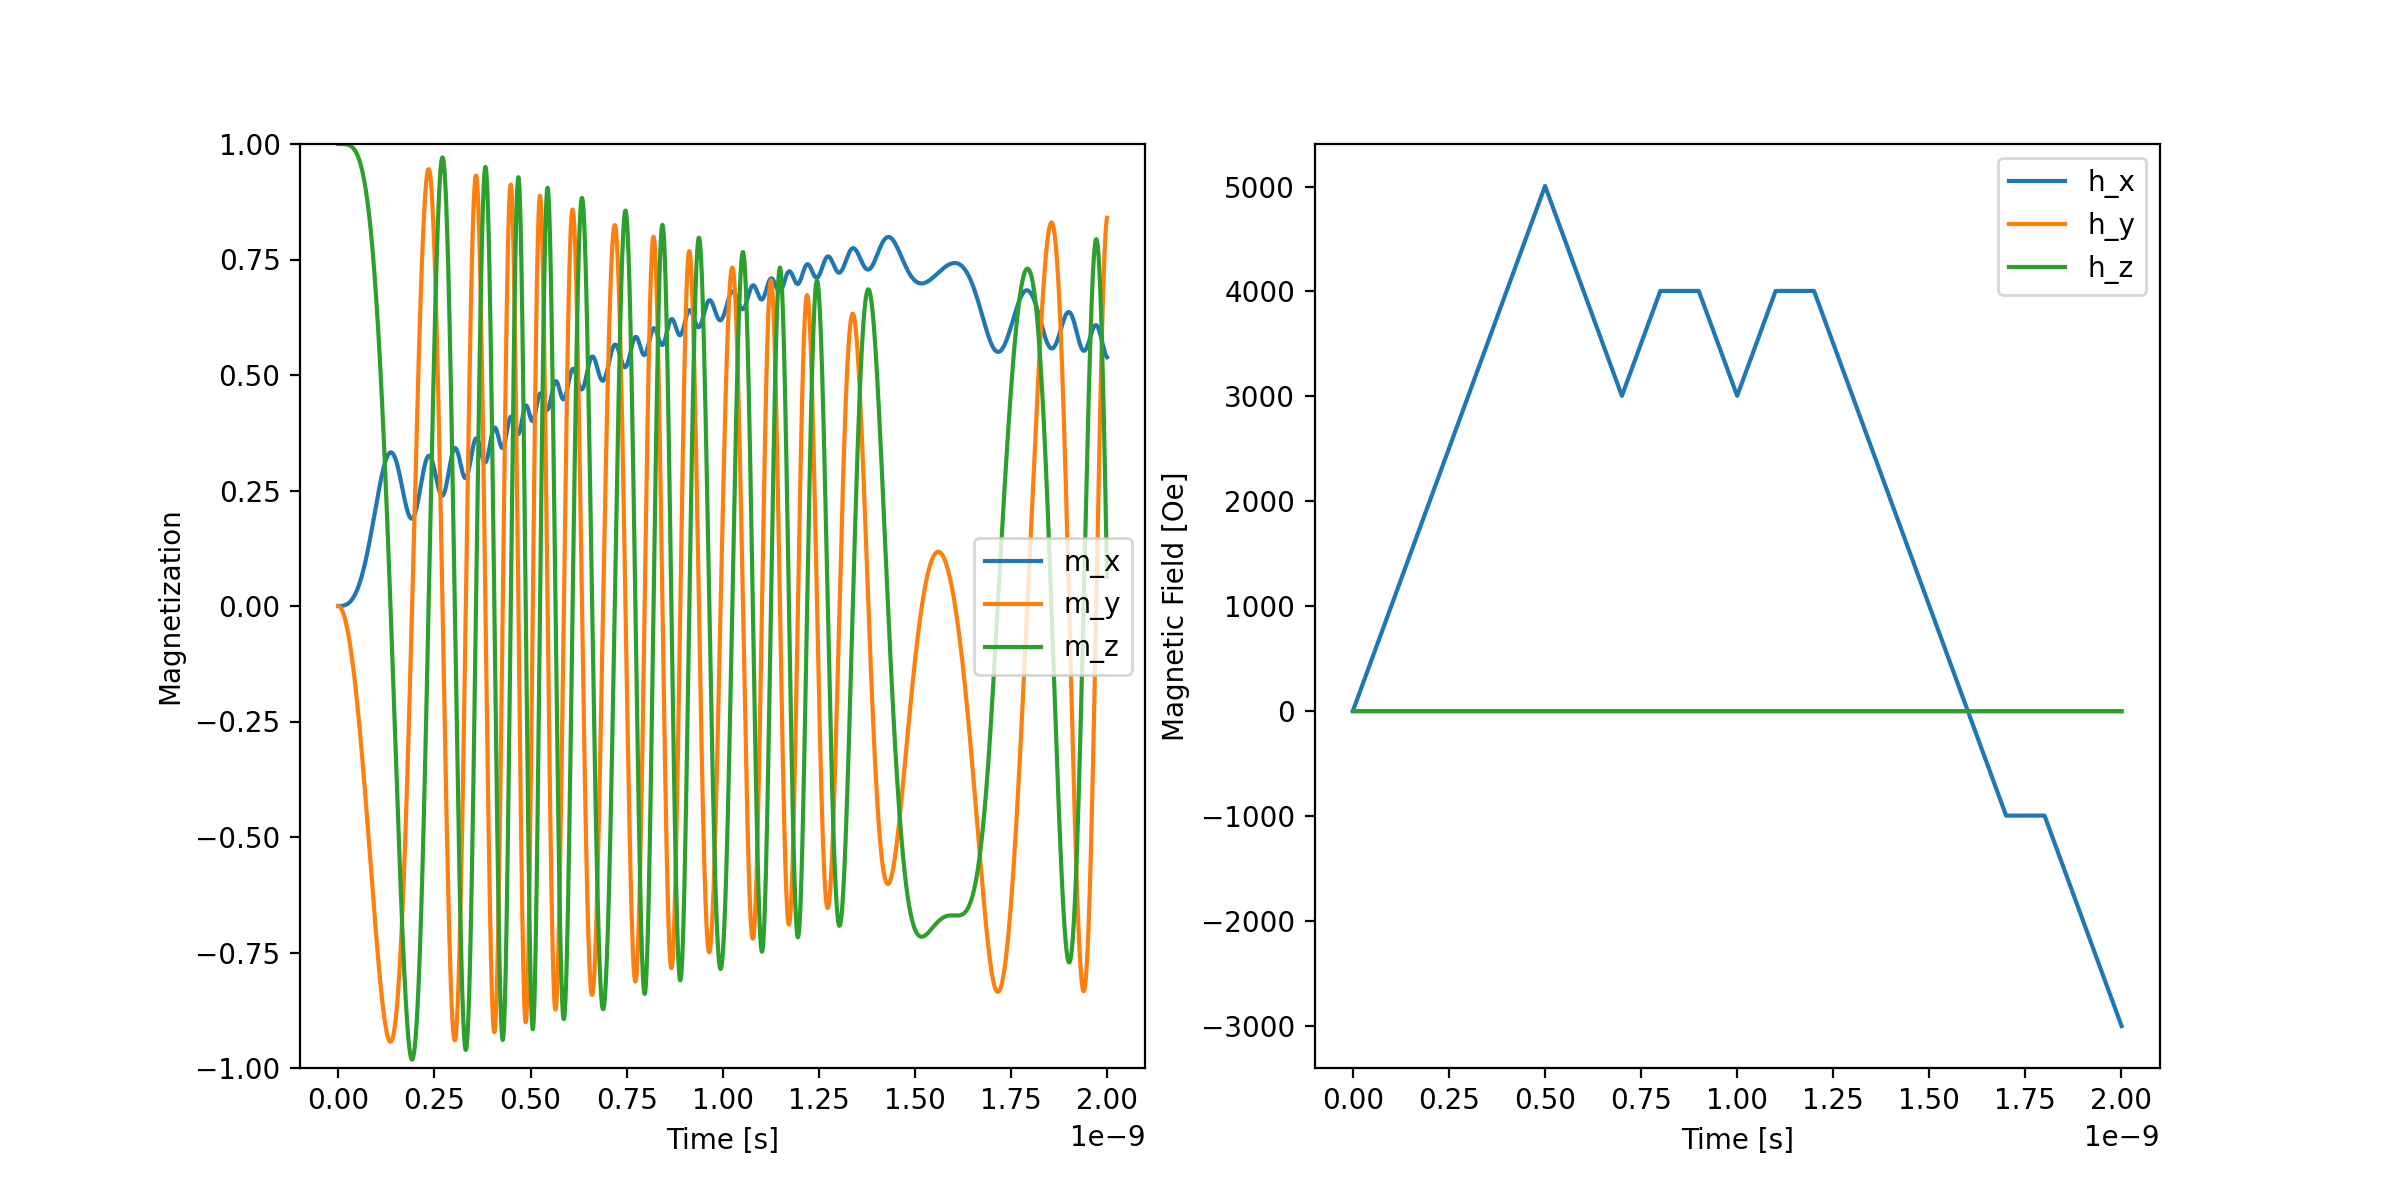 Magnetization
1.00
0.75
0.50
0.25
0.00
−0.25
−0.50
−0.75
−1.00
m_x
m_y
m_z
0.00 0.25 0.50 0.75 1.00 1.25 1.50 1.75 2.00
Time [s]
1e−9
Magnetic Field [Oe]
5000
4000
3000
2000
1000
0
−1000
−2000
−3000
h_x
h_y
h_z
0.00 0.25 0.50 0.75 1.00 1.25 1.50 1.75 2.00
Time [s]
1e−9